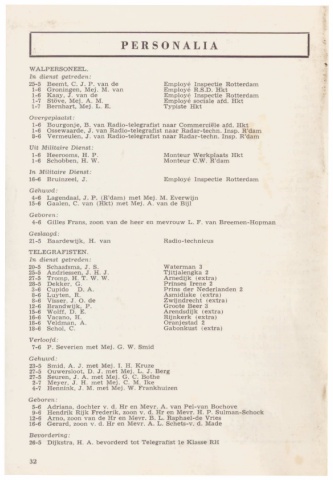 PERSONALIA
WALPERSONEEL.
In dienst getreden:
25-5 Beemt, C. J. P. van de Employé Inspectie Rotterdam
1-6 Groningen, Mej. M. van Employé R.S.D. Hkt
1-6 Kaay, J. van de Employé Inspectie Rotterdam
1-7 Stöve, Mej. A. M. Employé sociale afd. Hkt
1-7 Bernhart, Mej. L. E. Typiste Hkt
Overgeplaatst:
1-6 Bourgonje, B. van Radio-telegrafist naar Commerciële afd. Hkt
1-6 Ossewaarde, J. van Radio-telegrafist naar Radar-techn. Insp. R'dam
8-6 Vermeulen, J. van Radio-telegrafist naar Radar-techn. Insp. R'dam
Uit Militaire Dienst:
1-6 Heerooms, H. P. Monteur Werkplaats Hkt
1-6 Schobben, H. W. Monteur C.W. R'dam
In Militaire Dienst:
16-6 Bruineel, J. Employé Inspectie Rotterdam
Gehuwd:
4-6 Lagendaal, J. P. (R'dam) met Mej. M. Everwijn
15-6 Gaalen, C. van (Hkt) met Mej. A. van de Bijl
Geboren:
4-6 Gilles Frans, zoon van de heer en mevrouw L. F. van Breemen-Hopman
Geslaagd:
21-5 Baardewijk, M. van Radio-technicus
TELEGRAFISTEN.
In dienst getreden:
20-5 Schaafsma, J. S. Waterman 3
23-5 Andriessen, J. H. J. Tjitjalengka 2
27-5 Tromp, H. T. W. W. Arnedijk (extra)
28-5 Dekker, G. Prinses Irene 2
1-6 Cupido D. A. Prins der Nederlanden 2
6-6 Luyten, B. Aamidiske (extra)
6-6 Visser, J. O. de Zwijndrecht (extra)
12-6 Brandwijk, P. Groote Beer 3
15-6 Wolff, D. E. Arendsdijk (extra)
16-6 Vacano, H. Rijnkerk (extra)
16-6 Veldman, A. Oranjestad 2
18-6 Schol, C. Gabonkust (extra)
Verloofd:
7-6 P. Severien met Mej. G. W. Smid
Gehuwd:
23-5 Smid, A. J. met Mej. I. H. Kruze
27-5 Ouwersloot, D. J. met Mej. L. J. Berg
27-5 Seuren, J. A. met Mej. G. C. Bothe
2-7 Meyer, J. H. met Mej. C. M. Ike
4-7 Hennink, J. M. met Mej. W. Frankhuizen
Geboren:
5-6 Adriana, dochter v. d. Hr en Mevr. A. van Pel-van Bochove
9-6 Hendrik Rijk Frederik, zoon v. d. Hr en Mevr. H. P. Sulman-Schock
12-6 Arno, zoon van de Hr en Mevr. B. L. Raphael-de Vries
16-6 Gerard, zoon v. d. Hr en Mevr. A. L. Schets-v. d. Made
Bevordering:
26-5 Dijkstra, H. A. bevorderd tot Telegrafist 1e Klasse BII
32